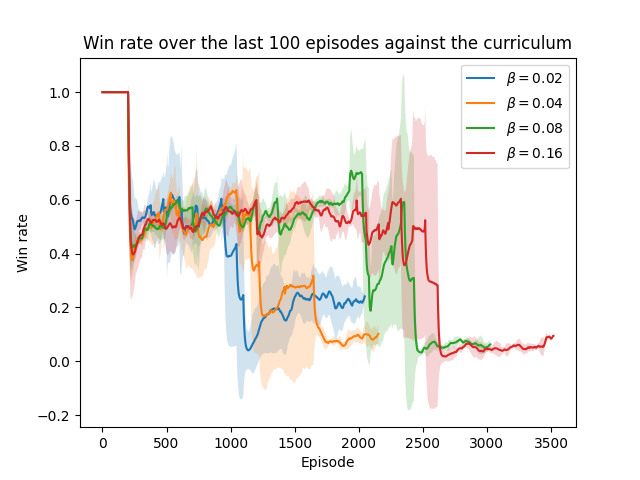 Win rate over the last 100 episodes against the curriculum
β = 0.02
β = 0.04
β = 0.08
β = 0.16
1.0
0.8
0.6
0.4
0.2
0.0
−0.2
Win rate
0 500 1000 1500 2000 2500 3000 3500
Episode